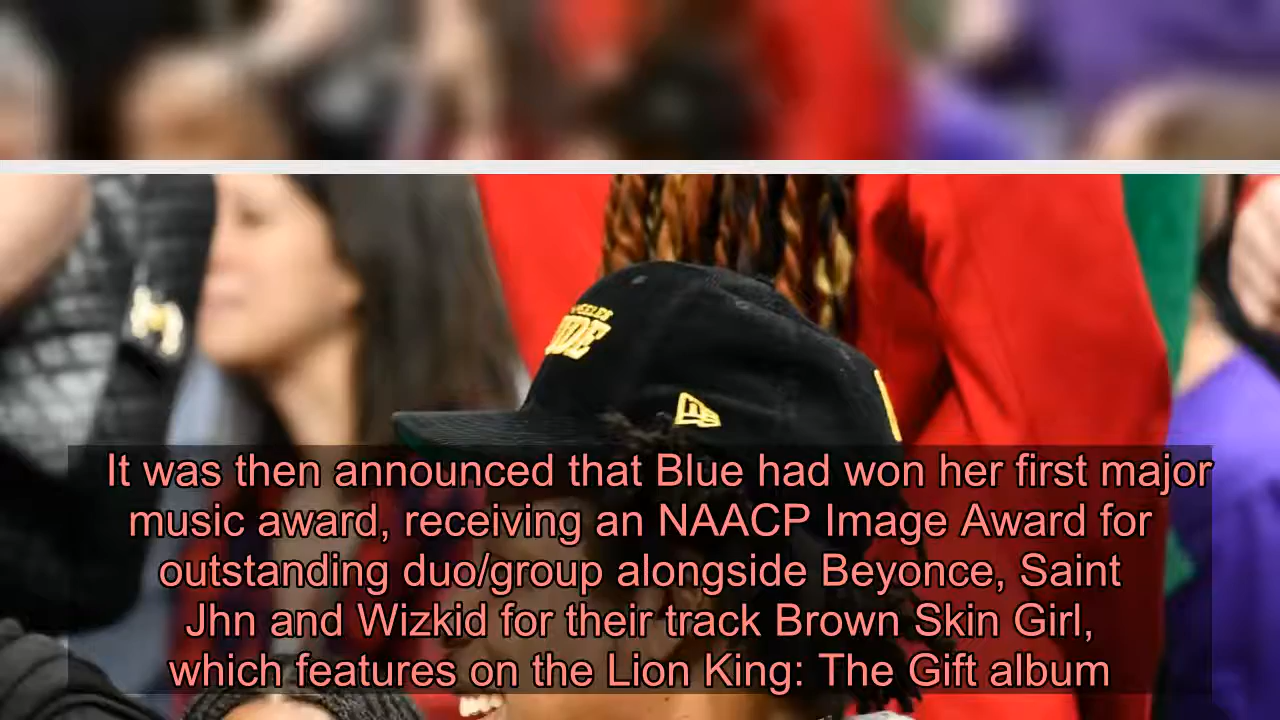 It was then announced that Blue had won her first major
music award, receiving an NAACP Image Award for
outstanding duo/group alongside Beyonce, Saint
Jhn and Wizkid for their track Brown Skin Girl,
which features on the Lion King: The Gift album